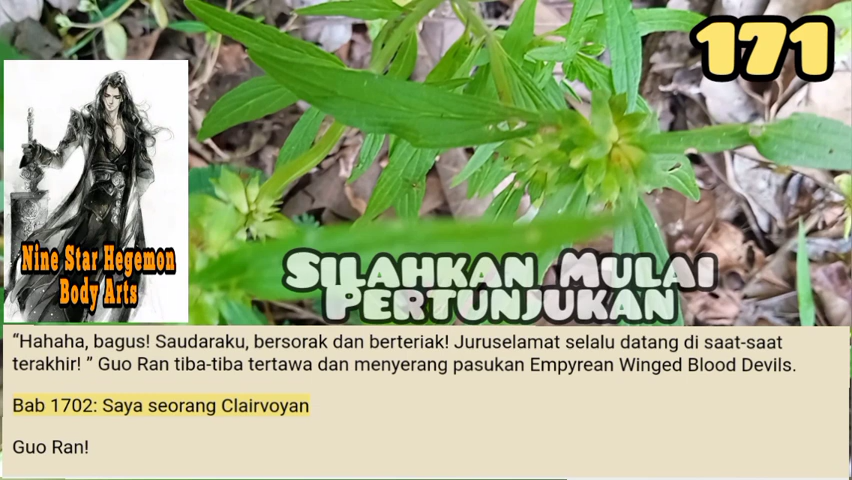 171
Nine Star Hegemon
Body Arts
Silahkan Mulai
Pertunjukan
“Hahaha, bagus! Saudaraku, bersorak dan berteriak! Juruselamat selalu datang di saat-saat
terakhir! ” Guo Ran tiba-tiba tertawa dan menyerang pasukan Empyrean Winged Blood Devils.
Bab 1702: Saya seorang Clairvoyan
Guo Ran!